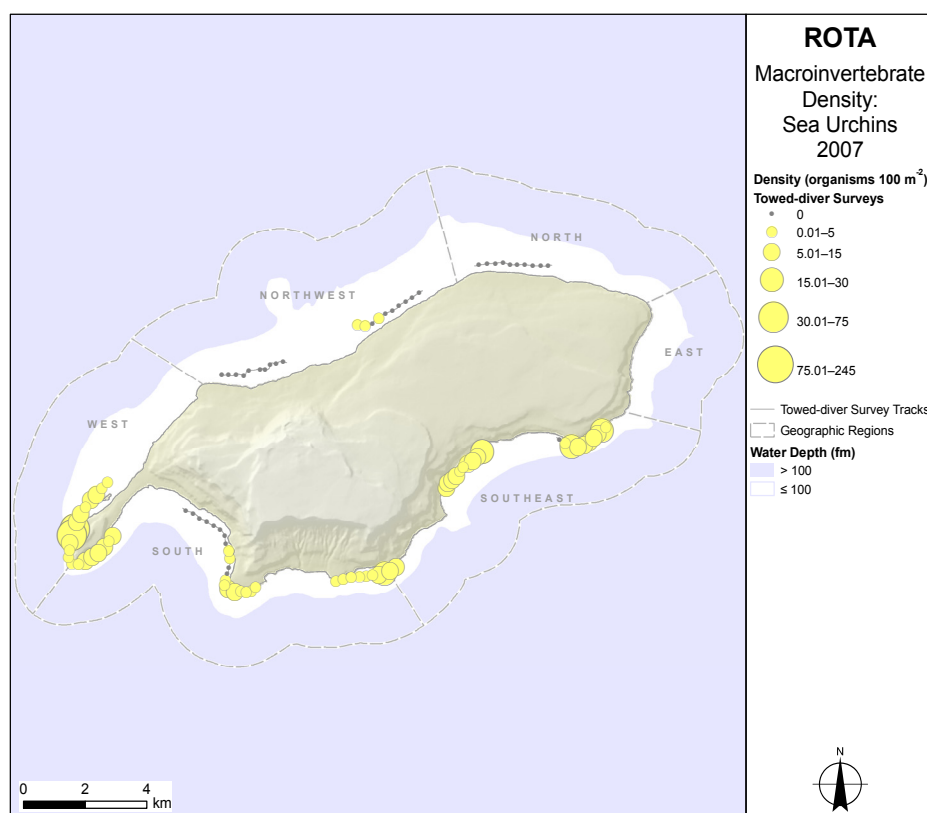 ROTA
Macroinvertebrate
Density:
Sea Urchins
2007
Density (organisms 100 m-2)
Towed-diver Surveys
0
0.01–5
5.01–15
15.01–30
30.01–75
75.01–245
Towed-diver Survey Tracks
Geographic Regions
Water Depth (fm)
> 100
≤ 100
N
NORTH
NORTHWEST
EAST
WEST
SOUTHEAST
SOUTH
0 2 4
km